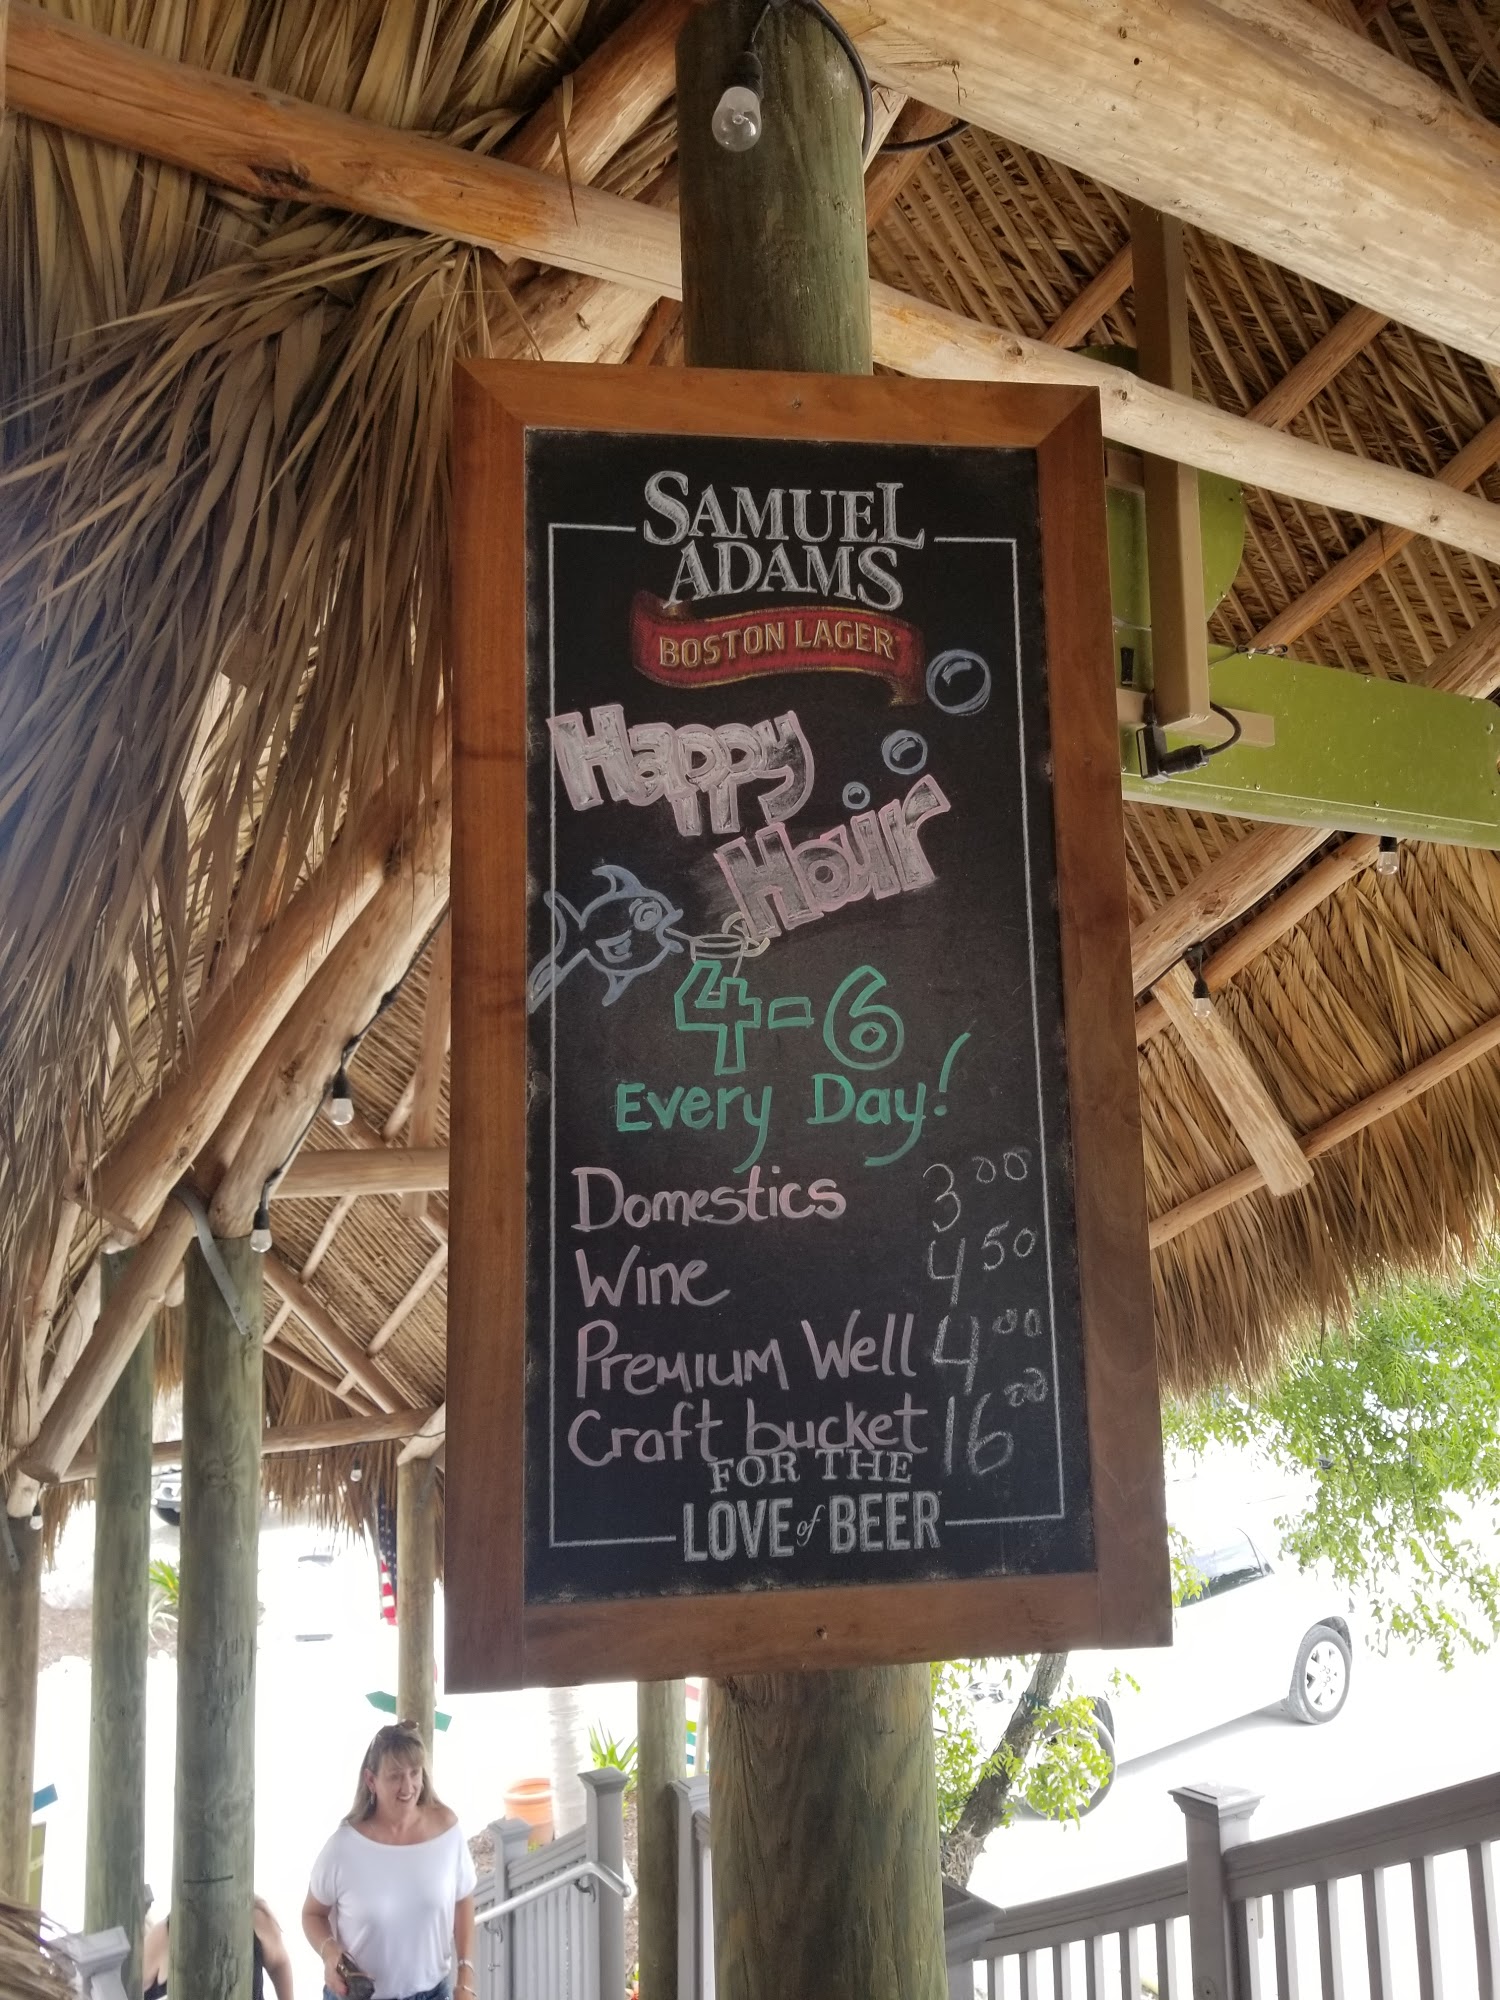 SAMUEL
ADAMS
BOSTON LAGER
Happy
Hour
4-6
Every Day!
Domestics 3.00
Wine 4.50
Premium Well 4.00
Craft bucket 16.00
FOR THE
LOVE of BEER